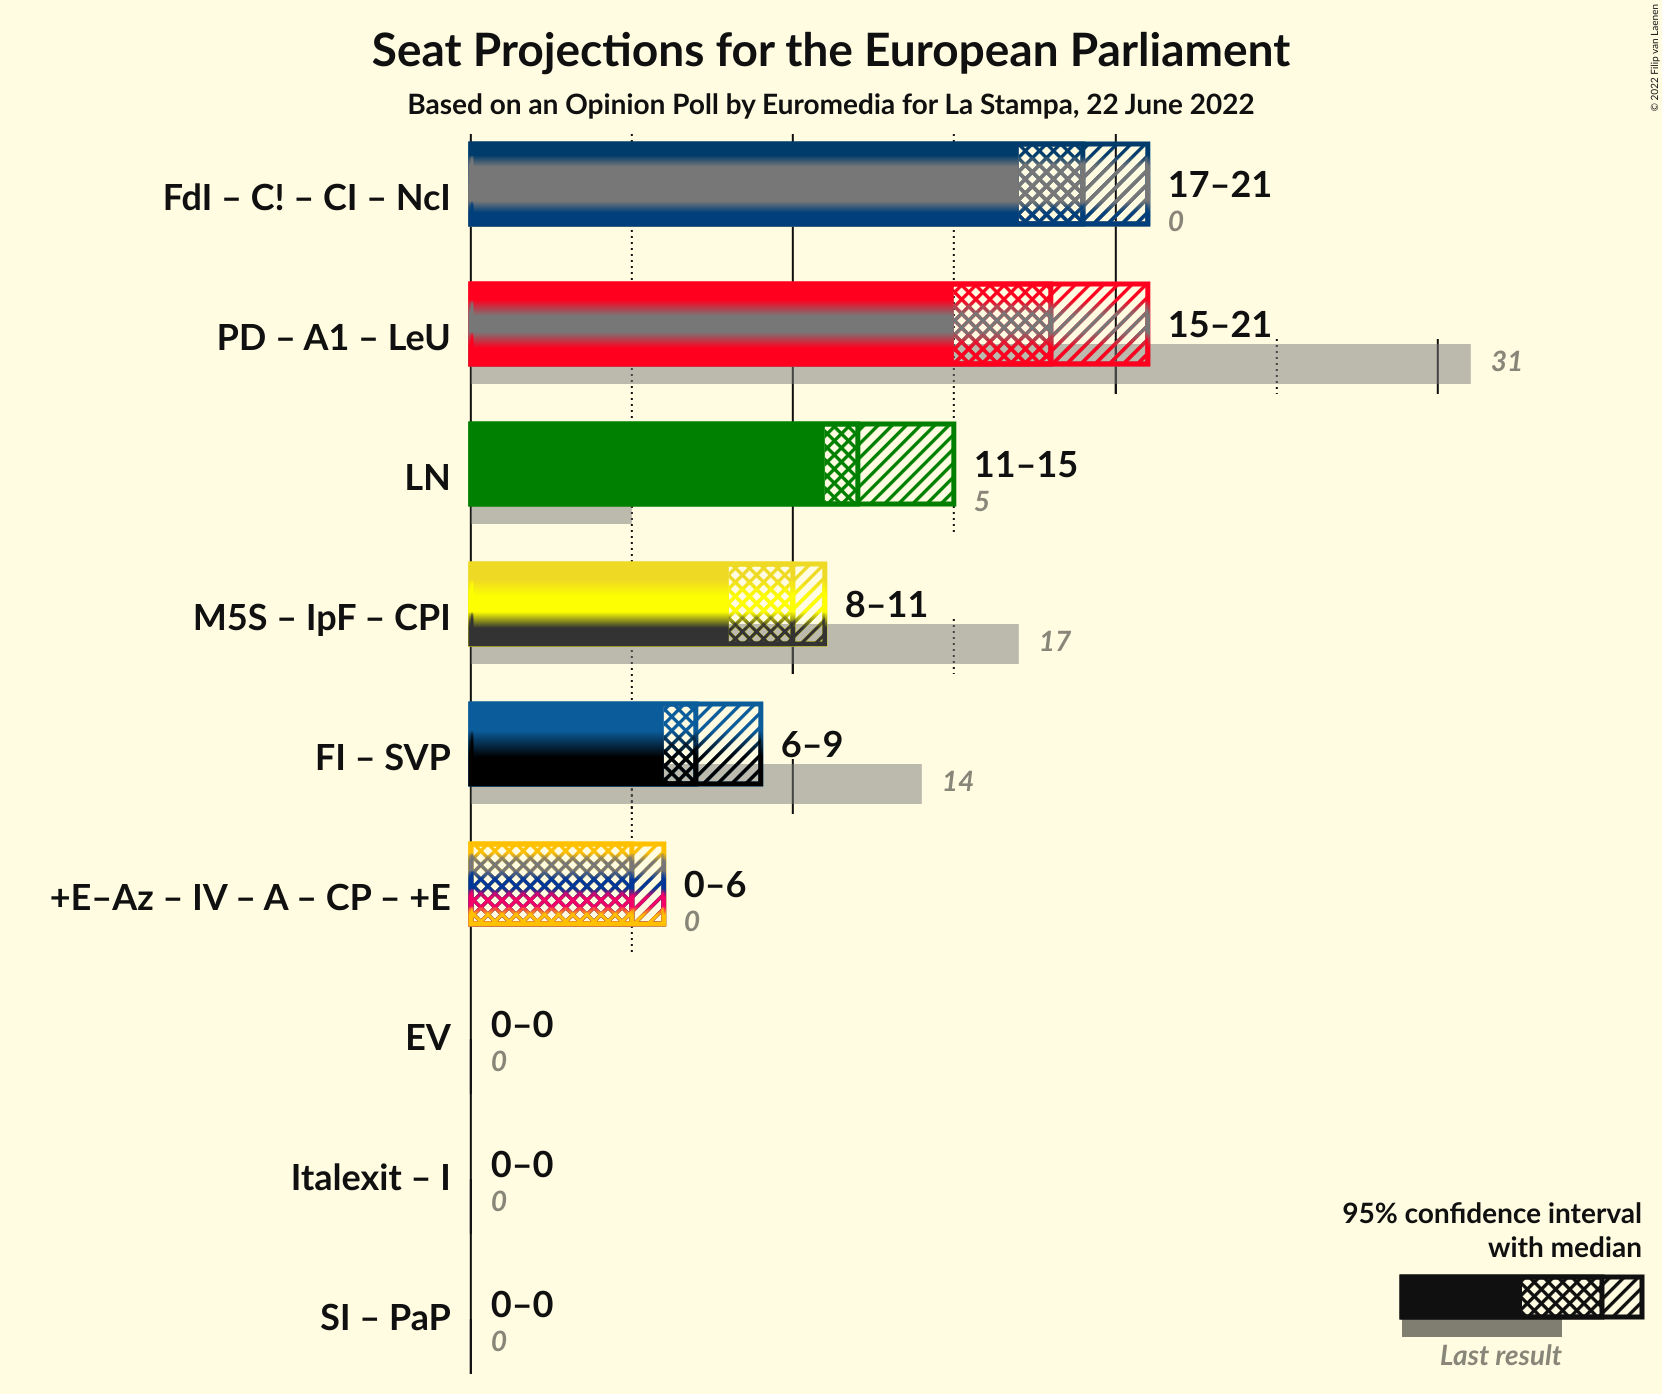 Seat Projections for the European Parliament
Based on an Opinion Poll by Euromedia for La Stampa, 22 June 2022
© 2022 Filip van Laenen
FdI – C! – CI – NcI
17–21
0
PD – A1 – LeU
15–21
31
LN
11–15
5
M5S – IpF – CPI
8–11
17
FI – SVP
6–9
14
+E–Az – IV – A – CP – +E
0–6
0
EV
0–0
0
Italexit – I
0–0
0
SI – PaP
0–0
0
95% confidence interval
with median
Last result